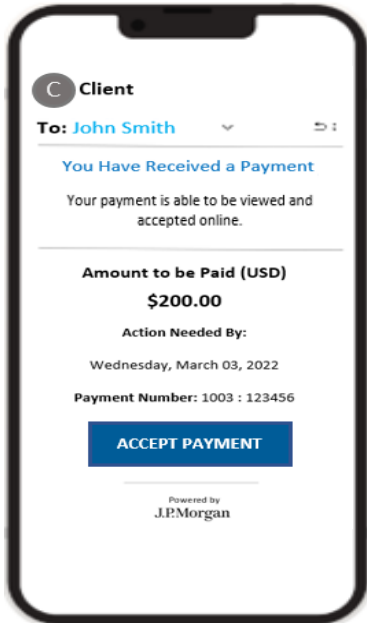 C Client
To: John Smith
You Have Received a Payment
Your payment is able to be viewed and
accepted online.
Amount to be Paid (USD)
$200.00
Action Needed By:
Wednesday, March 03, 2022
Payment Number: 1003 : 123456
ACCEPT PAYMENT
Powered by
J.P.Morgan